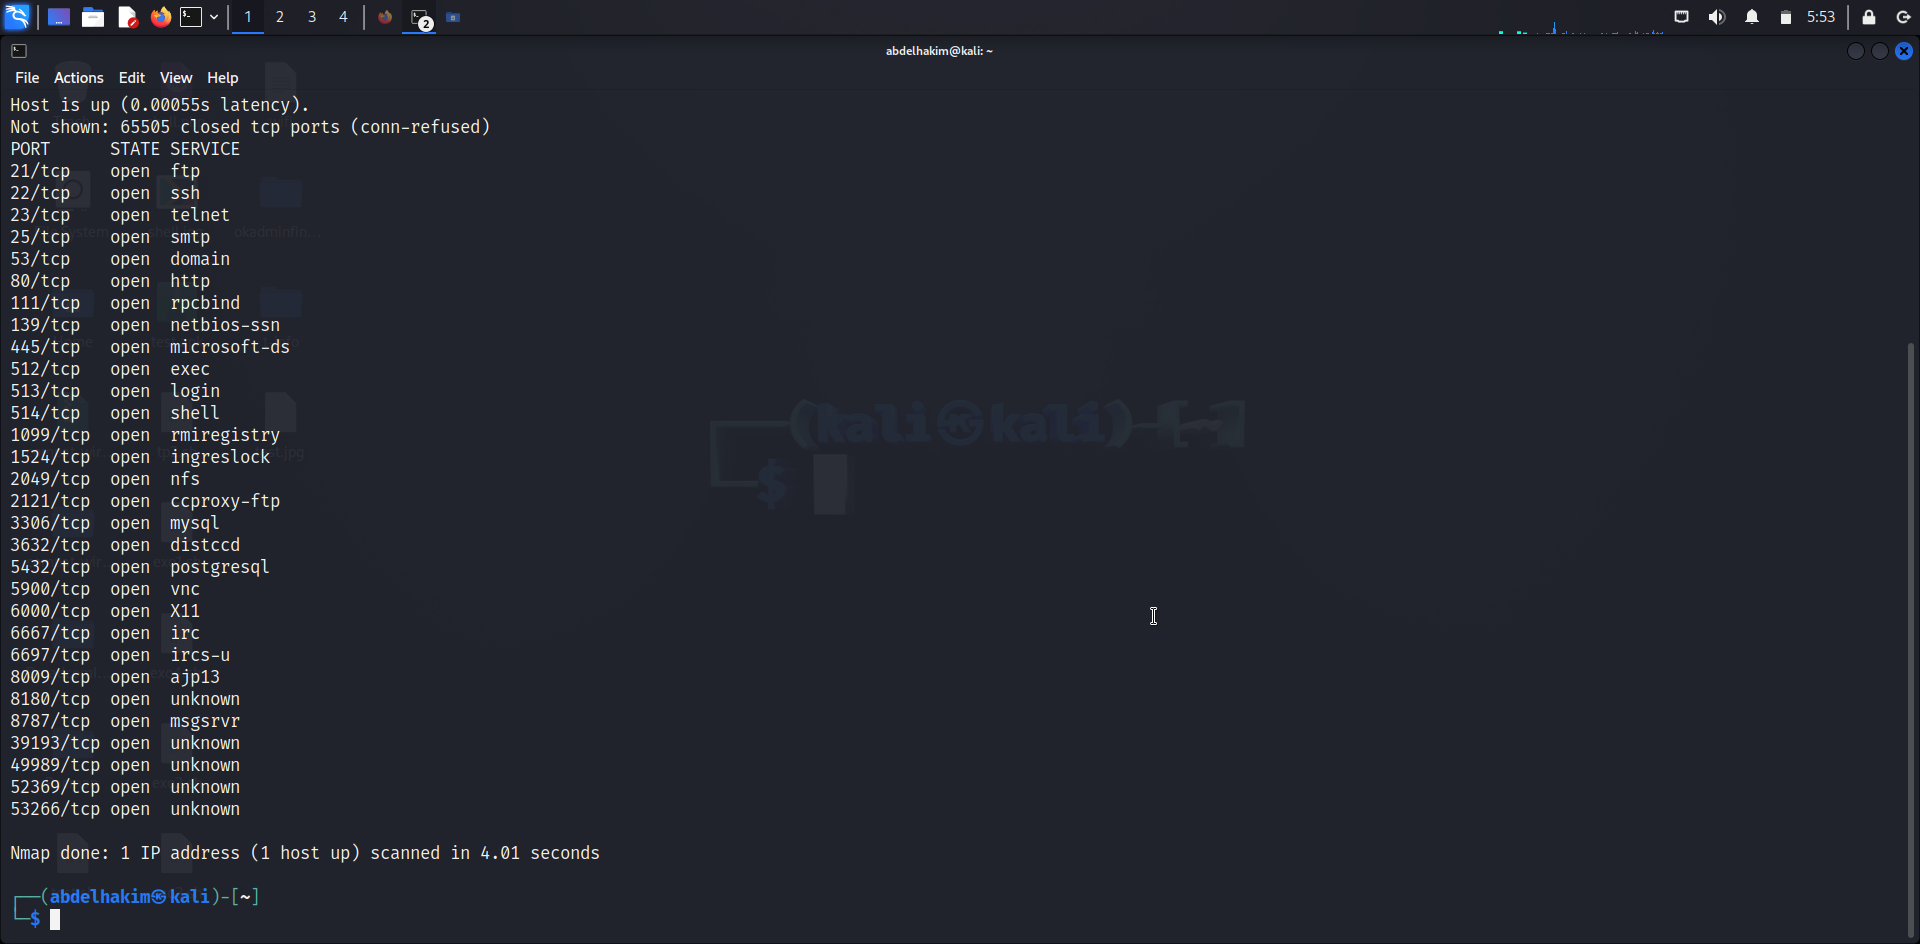 1 2 3 4 2 5:53
abdelhakim@kali: ~
File Actions Edit View Help
Host is up (0.00055s latency).
Not shown: 65505 closed tcp ports (conn-refused)
PORT      STATE SERVICE
21/tcp    open  ftp
22/tcp    open  ssh
23/tcp    open  telnet
25/tcp    open  smtp
53/tcp    open  domain
80/tcp    open  http
111/tcp   open  rpcbind
139/tcp   open  netbios-ssn
445/tcp   open  microsoft-ds
512/tcp   open  exec
513/tcp   open  login
514/tcp   open  shell
1099/tcp  open  rmiregistry
1524/tcp  open  ingreslock
2049/tcp  open  nfs
2121/tcp  open  ccproxy-ftp
3306/tcp  open  mysql
3632/tcp  open  distccd
5432/tcp  open  postgresql
5900/tcp  open  vnc
6000/tcp  open  X11
6667/tcp  open  irc
6697/tcp  open  ircs-u
8009/tcp  open  ajp13
8180/tcp  open  unknown
8787/tcp  open  msgsrvr
39193/tcp open  unknown
49989/tcp open  unknown
52369/tcp open  unknown
53266/tcp open  unknown
Nmap done: 1 IP address (1 host up) scanned in 4.01 seconds
┌──(abdelhakim㉿kali)-[~]
└─$
(kali㉿kali)-[~]
$